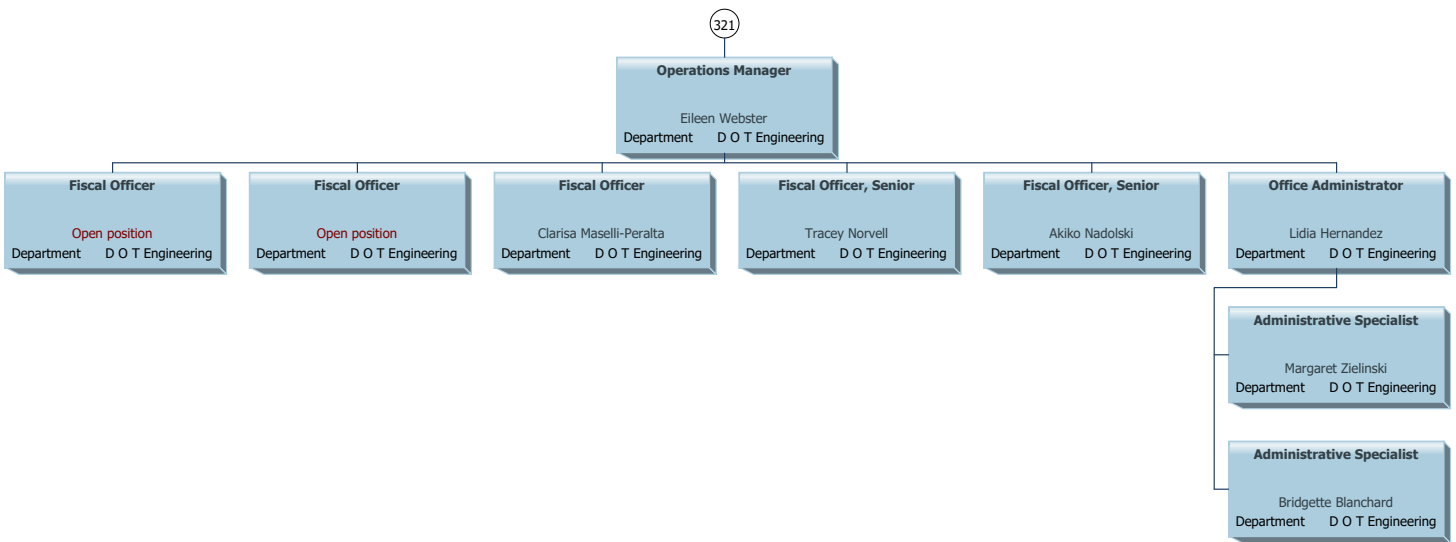 321
Operations Manager
Eileen Webster
Department D O T Engineering
Fiscal Officer
Open position
Department D O T Engineering
Fiscal Officer
Open position
Department D O T Engineering
Fiscal Officer
Clarisa Maselli-Peralta
Department D O T Engineering
Fiscal Officer, Senior
Tracey Norvell
Department D O T Engineering
Fiscal Officer, Senior
Akiko Nadolski
Department D O T Engineering
Office Administrator
Lidia Hernandez
Department D O T Engineering
Administrative Specialist
Margaret Zielinski
Department D O T Engineering
Administrative Specialist
Bridgette Blanchard
Department D O T Engineering